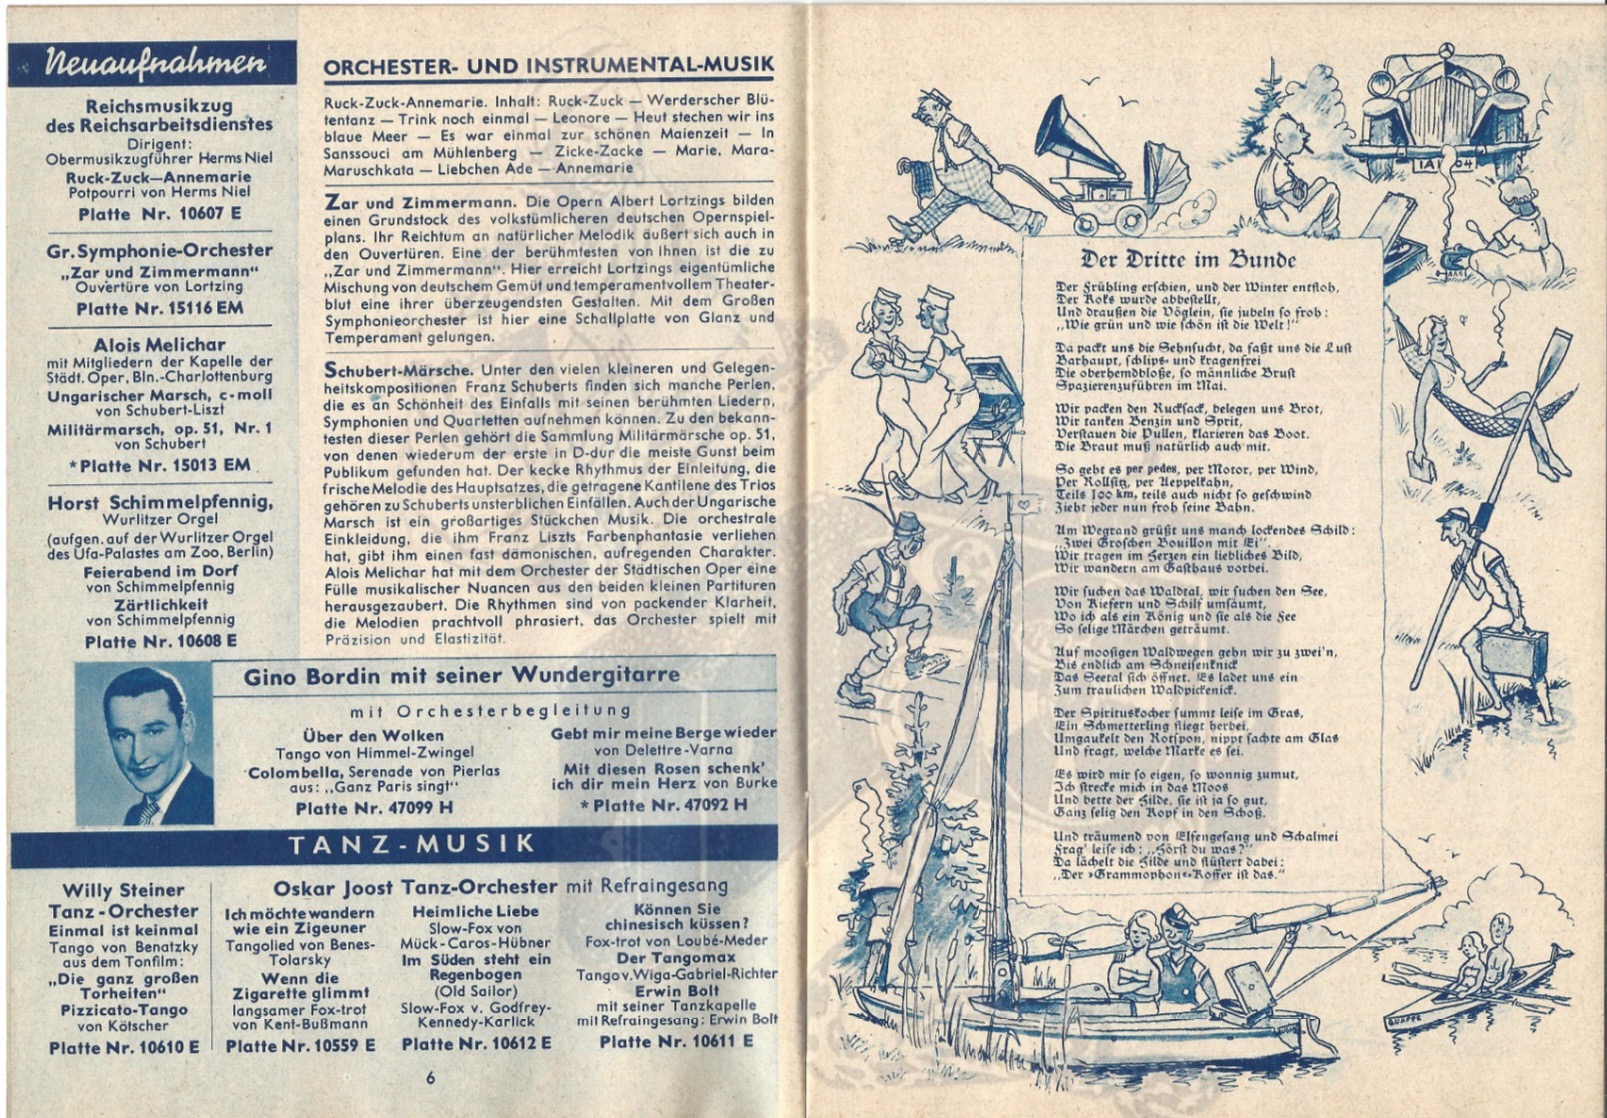 Neuaufnahmen
Reichsmusikzug
des Reichsarbeitsdienstes
Dirigent:
Obermusikzugführer Herms Niel
Ruck-Zuck—Annemarie
Potpourri von Herms Niel
Platte Nr. 10607 E
Gr. Symphonie-Orchester
„Zar und Zimmermann“
Ouvertüre von Lortzing
Platte Nr. 15116 EM
Alois Melichar
mit Mitgliedern der Kapelle der
Städt. Oper, Bln.-Charlottenburg
Ungarischer Marsch, c-moll
von Schubert-Liszt
Militärmarsch, op. 51, Nr. 1
von Schubert
*Platte Nr. 15013 EM
Horst Schimmelpfennig,
Wurlitzer Orgel
(aufgen. auf der Wurlitzer Orgel
des Ufa-Palastes am Zoo, Berlin)
Feierabend im Dorf
von Schimmelpfennig
Zärtlichkeit
von Schimmelpfennig
Platte Nr. 10608 E
ORCHESTER- UND INSTRUMENTAL-MUSIK
Ruck-Zuck-Annemarie. Inhalt: Ruck-Zuck — Werderscher Blü-
tentanz — Trink noch einmal — Leonore — Heut stechen wir ins
blaue Meer — Es war einmal zur schönen Maienzeit — In
Sanssouci am Mühlenberg — Zicke-Zacke — Marie, Mara-
Maruschkata — Liebchen Ade — Annemarie
Zar und Zimmermann. Die Opern Albert Lortzings bilden
einen Grundstock des volkstümlicheren deutschen Opernspiel-
plans. Ihr Reichtum an natürlicher Melodik äußert sich auch in
den Ouvertüren. Eine der berühmtesten von ihnen ist die zu
„Zar und Zimmermann“. Hier erreicht Lortzings eigentümliche
Mischung von deutschem Gemüt und temperamentvollem Theater-
blut eine ihrer überzeugendsten Gestalten. Mit dem Großen
Symphonieorchester ist hier eine Schallplatte von Glanz und
Temperament gelungen.
Schubert-Märsche. Unter den vielen kleineren und Gelegen-
heitskompositionen Franz Schuberts finden sich manche Perlen,
die es an Schönheit des Einfalls mit seinen berühmten Liedern,
Symphonien und Quartetten aufnehmen können. Zu den bekann-
testen dieser Perlen gehört die Sammlung Militärmärsche op. 51,
von denen wiederum der erste in D-dur die meiste Gunst beim
Publikum gefunden hat. Der kecke Rhythmus der Einleitung, die
frische Melodie des Hauptsatzes, die getragene Kantilene des Trios
gehören zu Schuberts unsterblichen Einfällen. Auch der Ungarische
Marsch ist ein großartiges Stückchen Musik. Die orchestrale
Einkleidung, die ihm Franz Liszts Farbenphantasie verliehen
hat, gibt ihm einen fast dämonischen, aufregenden Charakter.
Alois Melichar hat mit dem Orchester der Städtischen Oper eine
Fülle musikalischer Nuancen aus den beiden kleinen Partituren
herausgezaubert. Die Rhythmen sind von packender Klarheit,
die Melodien prachtvoll phrasiert, das Orchester spielt mit
Präzision und Elastizität.
Gino Bordin mit seiner Wundergitarre
mit Orchesterbegleitung
Über den Wolken
Tango von Himmel-Zwingel
Colombella, Serenade von Pierlas
aus: „Ganz Paris singt“
Platte Nr. 47099 H
Gebt mir meine Berge wieder
von Delettre-Varna
Mit diesen Rosen schenk'
ich dir mein Herz von Burke
*Platte Nr. 47092 H
TANZ-MUSIK
Willy Steiner
Tanz-Orchester
Einmal ist keinmal
Tango von Benatzky
aus dem Tonfilm:
„Die ganz großen
Torheiten“
Pizzicato-Tango
von Kötscher
Platte Nr. 10610 E
Oskar Joost Tanz-Orchester mit Refraingesang
Ich möchte wandern
wie ein Zigeuner
Tangolied von Benes-
Tolarsky
Wenn die
Zigarette glimmt
langsamer Fox-trot
von Kent-Bußmann
Platte Nr. 10559 E
Heimliche Liebe
Slow-Fox von
Mück-Caros-Hübner
Im Süden steht ein
Regenbogen
(Old Sailor)
Slow-Fox v. Godfrey-
Kennedy-Karlick
Platte Nr. 10612 E
Können Sie
chinesisch küssen?
Fox-trot von Loubé-Meder
Der Tangomax
Tango v. Wiga-Gabriel-Richter
Erwin Bolt
mit seiner Tanzkapelle
mit Refraingesang: Erwin Bolt
Platte Nr. 10611 E
6
IA1 04
Der Dritte im Bunde
Der Frühling erschien, und der Winter entfloh,
Der Koks wurde abbestellt,
Und draußen die Vöglein, sie jubeln so froh:
„Wie grün und wie schön ist die Welt!“
Da packt uns die Sehnsucht, da faßt uns die Lust
Barhaupt, schlips- und kragenfrei
Die oberhemdbloße, so männliche Brust
Spazierenzuführen im Mai.
Wir packen den Rucksack, belegen uns Brot,
Wir tanken Benzin und Sprit,
Verstauen die Pullen, klarieren das Boot.
Die Braut muß natürlich auch mit.
So geht es per pedes, per Motor, per Wind,
Per Rollsitz, per Aeppelkahn,
Teils 100 km, teils auch nicht so geschwind
Zieht jeder nun froh seine Bahn.
Am Wegrand grüßt uns manch lockendes Schild:
„Zwei Groschen Bouillon mit Ei“.
Wir tragen im Herzen ein liebliches Bild,
Wir wandern am Gasthaus vorbei.
Wir suchen das Waldtal, wir suchen den See,
Von Kiefern und Schilf umsäumt,
Wo ich als ein König und sie als die Fee
So selige Märchen geträumt.
Auf moosigen Waldwegen gehn wir zu zwei'n,
Bis endlich am Schneisenknick
Das Seetal sich öffnet. Es ladet uns ein
Zum traulichen Waldpickenick.
Der Spirituskocher summt leise im Gras,
Ein Schmetterling fliegt herbei,
Umgaukelt den Rotspon, nippt sachte am Glas
Und fragt, welche Marke es sei.
Es wird mir so eigen, so wonnig zumut,
Ich strecke mich in das Moos
Und bette der Hilde, sie ist ja so gut,
Ganz selig den Kopf in den Schoß.
Und träumend von Elfengesang und Schalmei
Frag' leise ich: „Hörst du was?“
Da lächelt die Hilde und flüstert dabei:
„Der »Grammophon«-Koffer ist das.“
QUAPPE